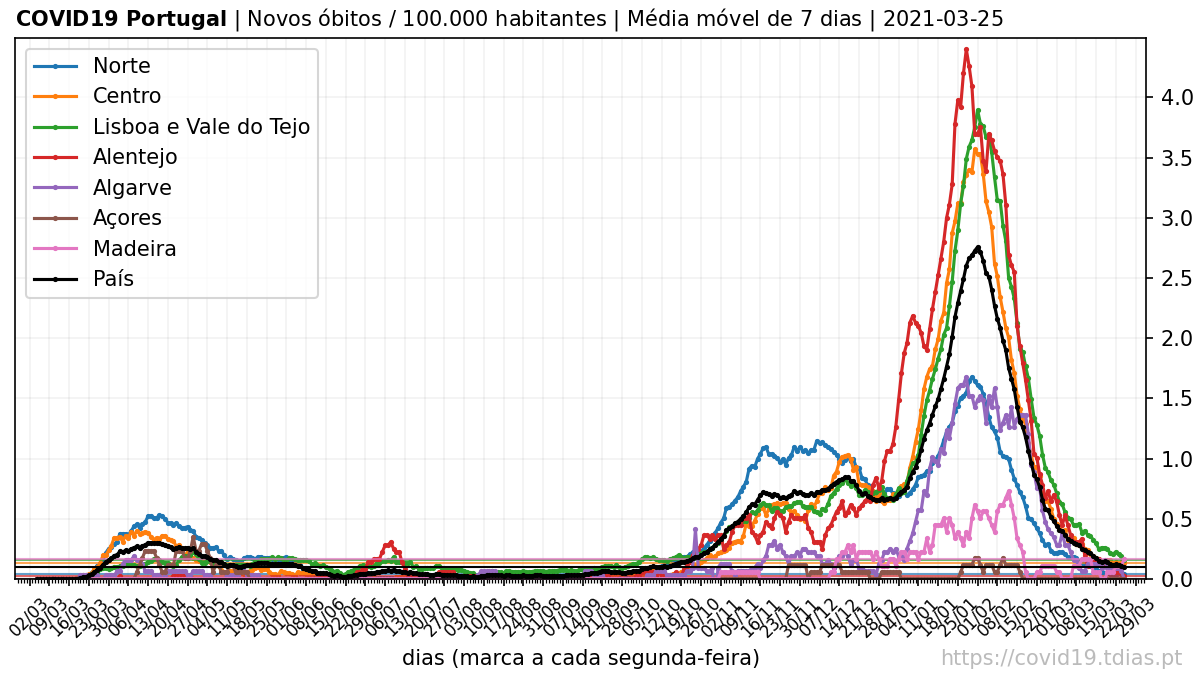 COVID19 Portugal | Novos óbitos / 100.000 habitantes | Média móvel de 7 dias | 2021-03-25
Norte
Centro
Lisboa e Vale do Tejo
Alentejo
Algarve
Açores
Madeira
País
4.0
3.5
3.0
2.5
2.0
1.5
1.0
0.5
0.0
02/03 09/03 16/03 23/03 30/03 06/04 13/04 20/04 27/04 04/05 11/05 18/05 25/05 01/06 08/06 15/06 22/06 29/06 06/07 13/07 20/07 27/07 03/08 10/08 17/08 24/08 31/08 07/09 14/09 21/09 28/09 05/10 12/10 19/10 26/10 02/11 09/11 16/11 23/11 30/11 07/12 14/12 21/12 28/12 04/01 11/01 18/01 25/01 01/02 08/02 15/02 22/02 01/03 08/03 15/03 22/03 29/03
dias (marca a cada segunda-feira)
https://covid19.tdias.pt